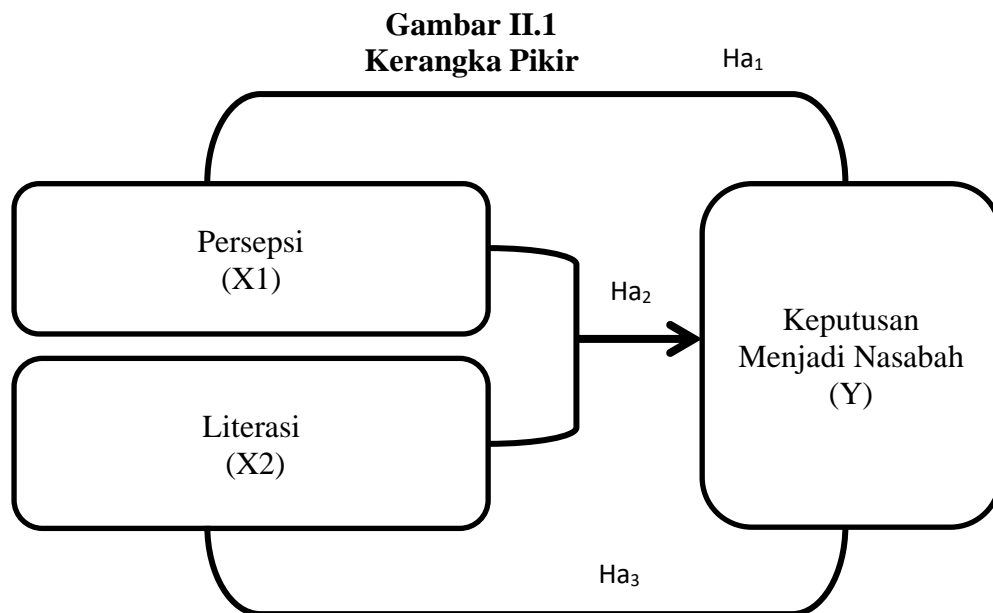 Gambar II.1
Kerangka Pikir
Ha₁
Persepsi
(X1)
Ha₂
Keputusan
Menjadi Nasabah
(Y)
Literasi
(X2)
Ha₃